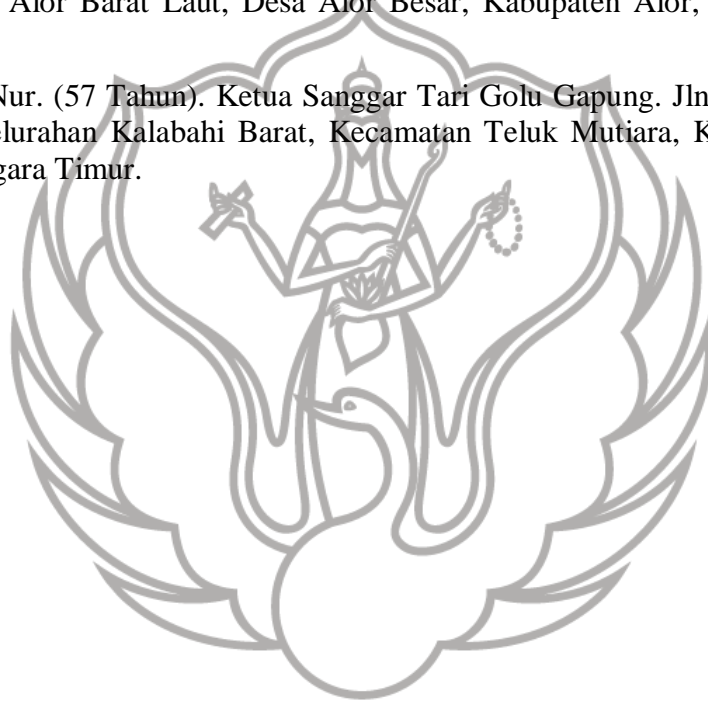 Alor Barat Laut, Desa Alor Besar, Kabupaten Alor,
Nur. (57 Tahun). Ketua Sanggar Tari Golu Gapung. Jln
elurahan Kalabahi Barat, Kecamatan Teluk Mutiara, K
gara Timur.